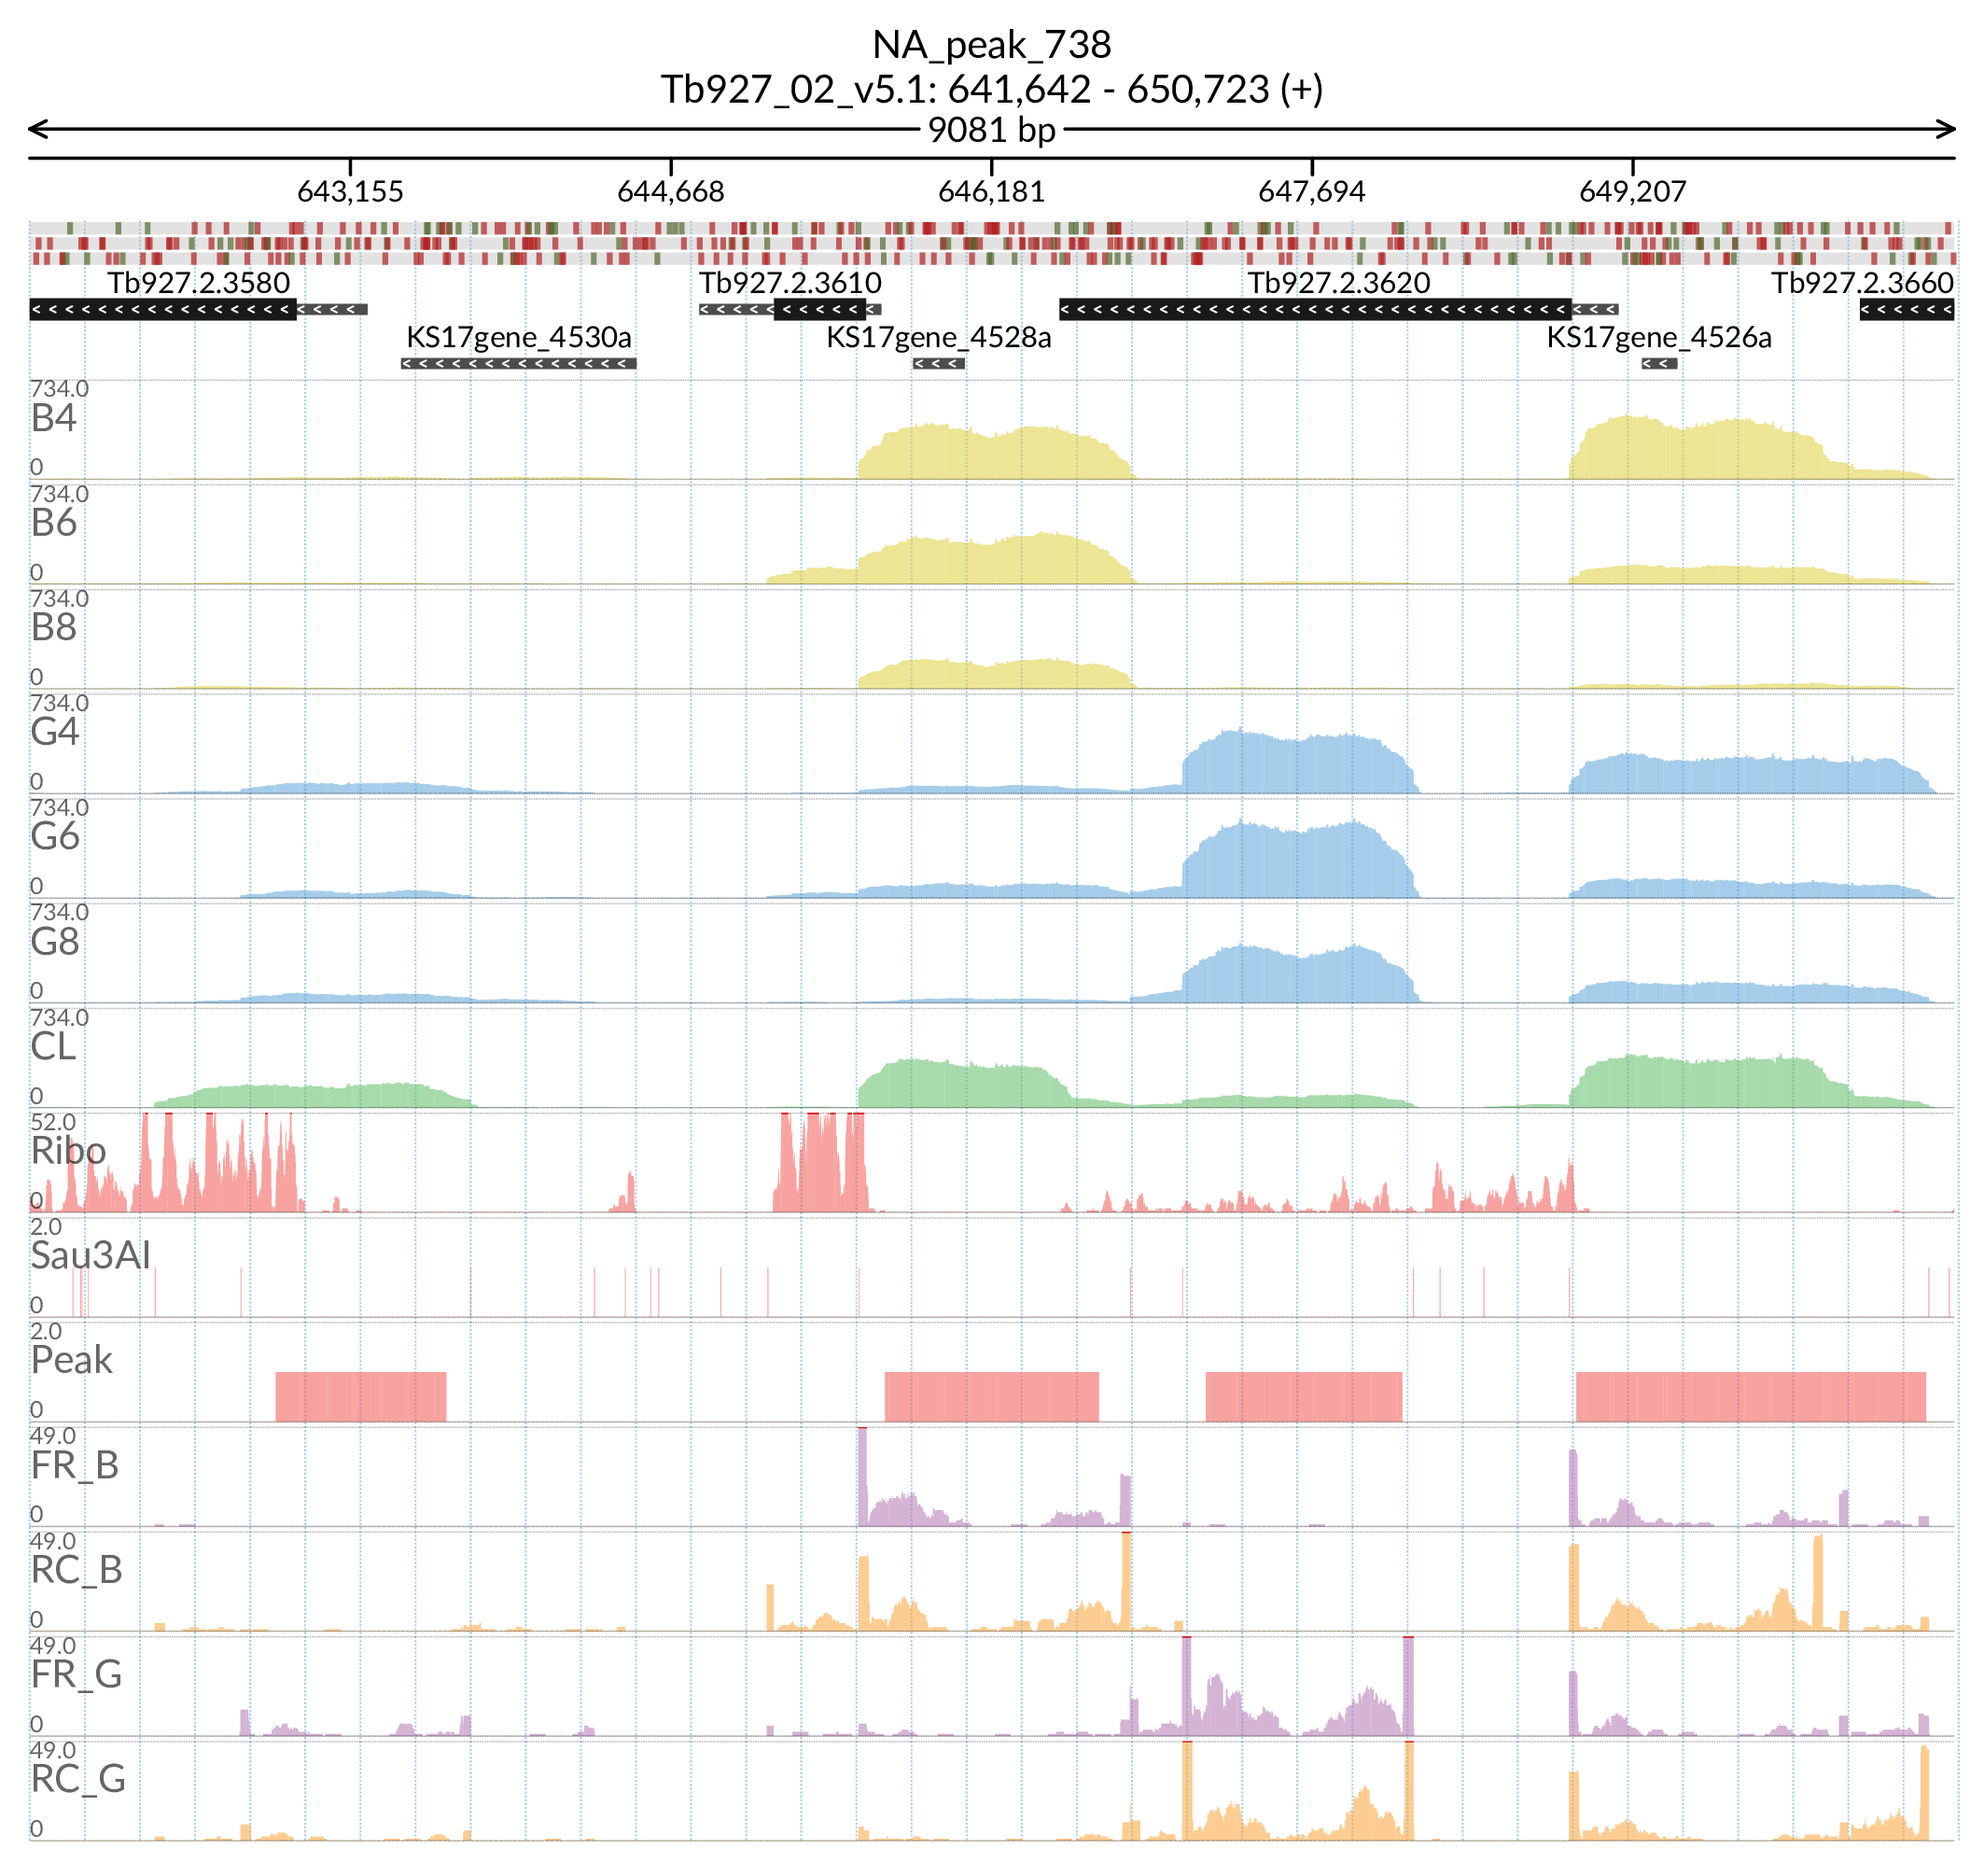 NA_peak_738
Tb927_02_v5.1: 641,642 - 650,723 (+)
9081 bp
643,155 644,668 646,181 647,694 649,207
Tb927.2.3580 Tb927.2.3610 Tb927.2.3620 Tb927.2.3660
KS17gene_4530a KS17gene_4528a KS17gene_4526a
734.0
B4
0
734.0
B6
0
734.0
B8
0
734.0
G4
0
734.0
G6
0
734.0
G8
0
734.0
CL
0
52.0
Ribo
0
2.0
Sau3AI
0
2.0
Peak
0
49.0
FR_B
0
49.0
RC_B
0
49.0
FR_G
0
49.0
RC_G
0